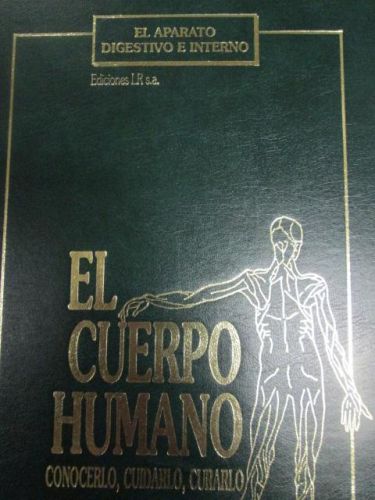 EL APARATO
DIGESTIVO E INTERNO
Ediciones I.R s.a.
EL
CUERPO
HUMANO
CONOCERLO, CUIDARLO, CURARLO